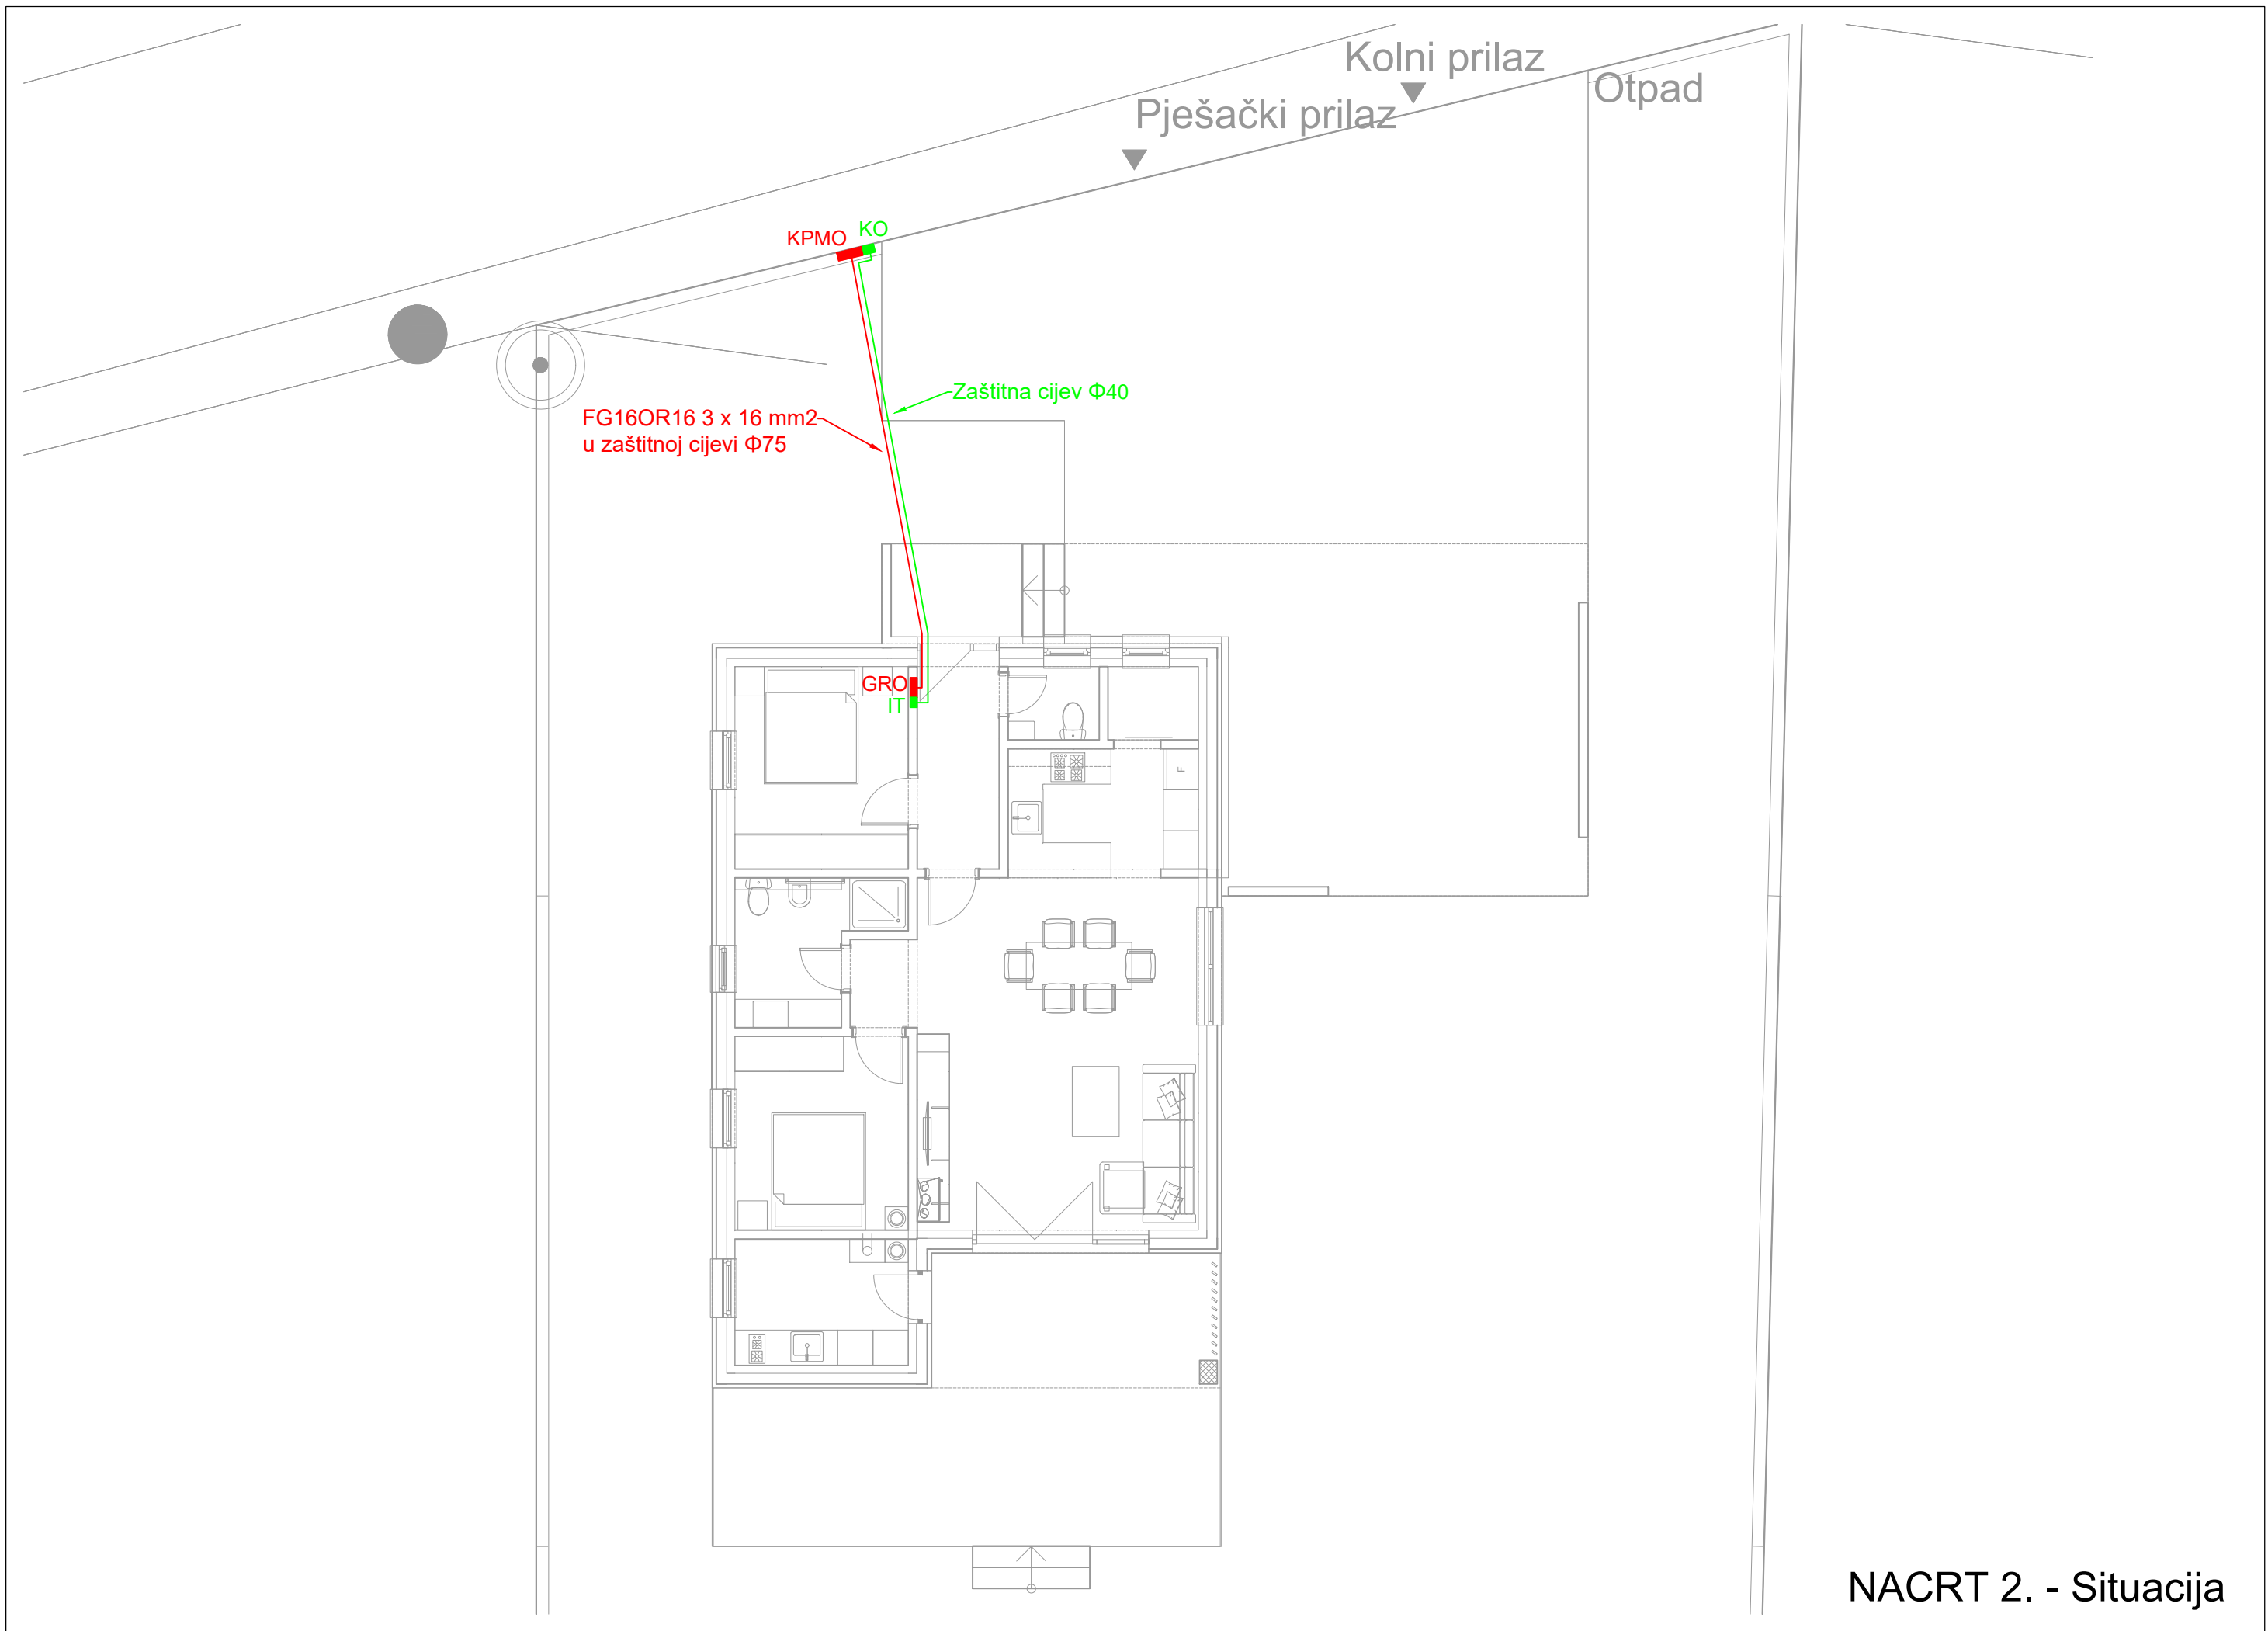 Kolni prilaz
Otpad
Pješački prilaz
KO
KPMO
Zaštitna cijev Φ40
FG16OR16 3 x 16 mm2
u zaštitnoj cijevi Φ75
GRO
IT
F
NACRT 2. - Situacija